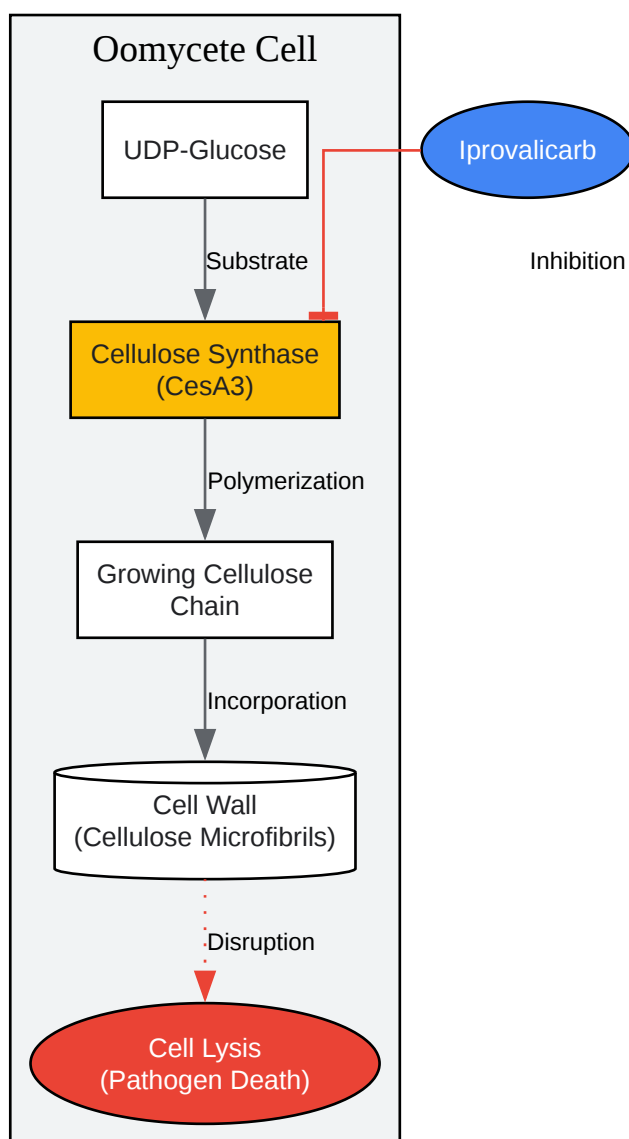 Oomycete Cell
UDP-Glucose
Iprovalicarb
Substrate
Inhibition
Cellulose Synthase
(CesA3)
Polymerization
Growing Cellulose
Chain
Incorporation
Cell Wall
(Cellulose Microfibrils)
Disruption
Cell Lysis
(Pathogen Death)